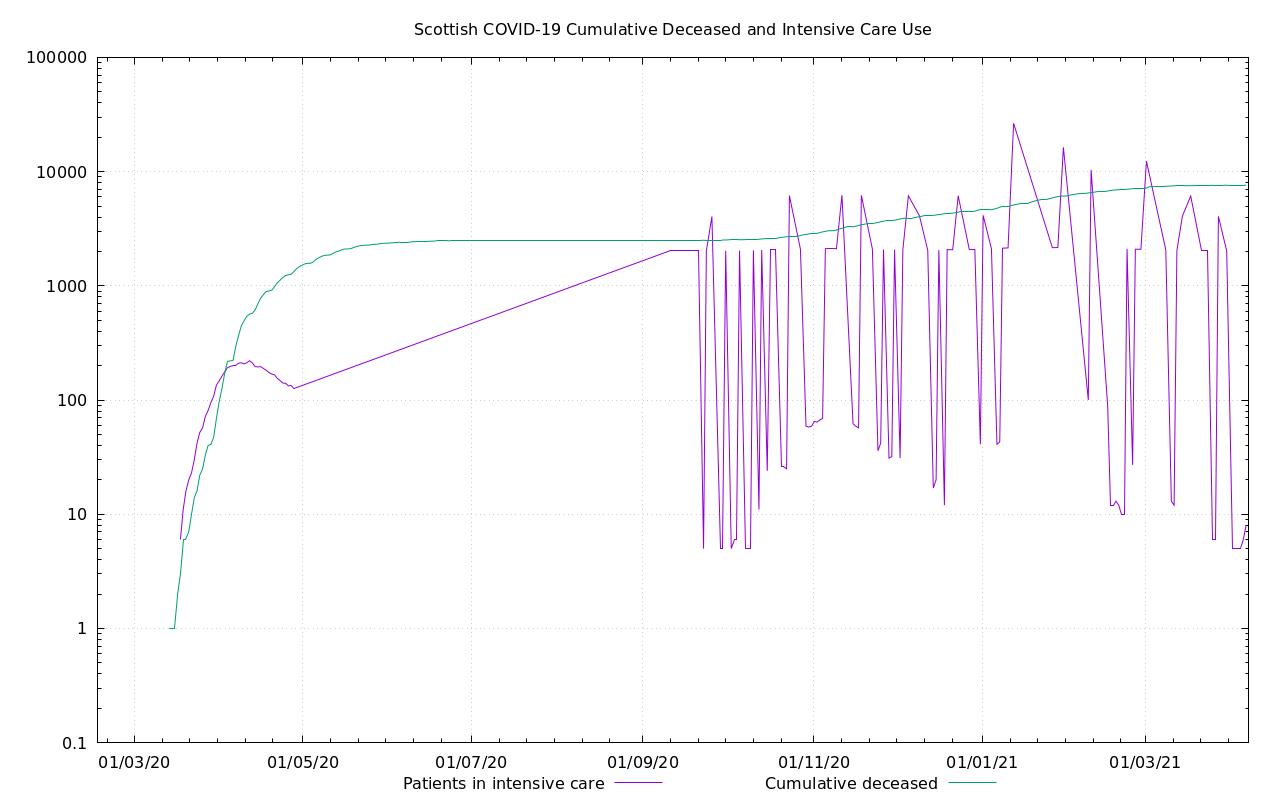 Scottish COVID-19 Cumulative Deceased and Intensive Care Use
100000
10000
1000
100
10
1
0.1
01/03/20 01/05/20 01/07/20 01/09/20 01/11/20 01/01/21 01/03/21
Patients in intensive care Cumulative deceased